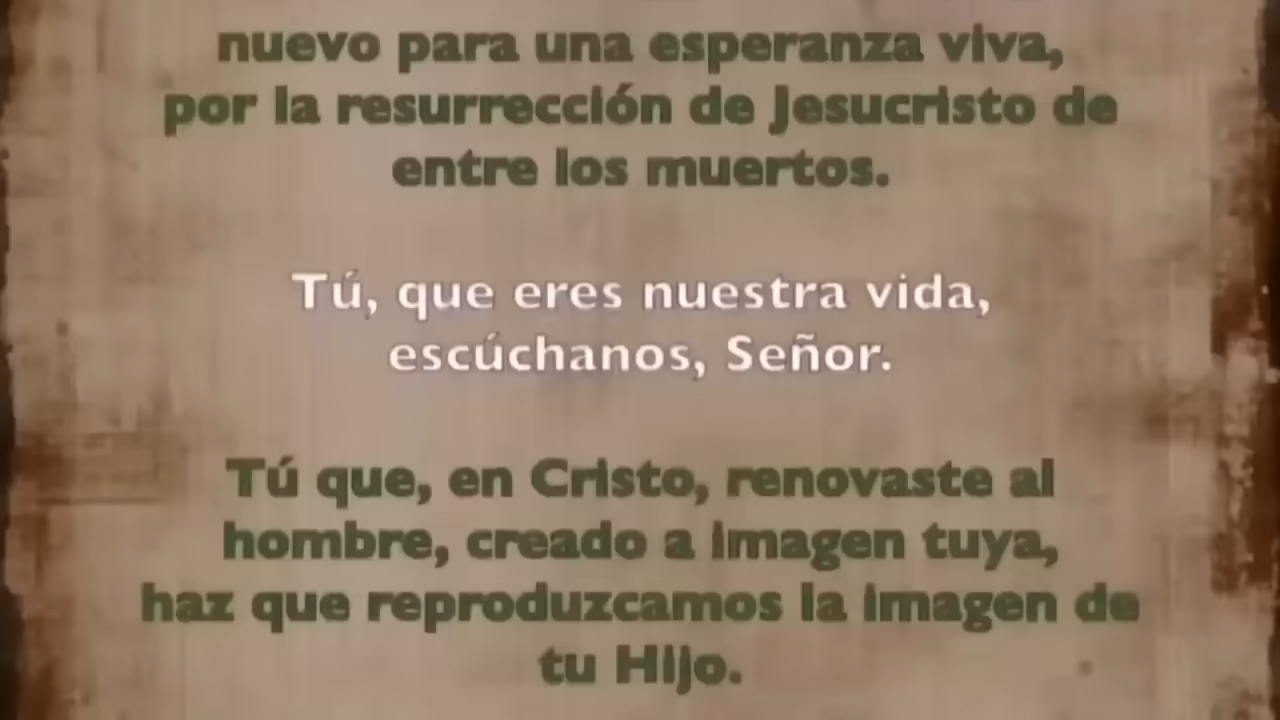 nuevo para una esperanza viva,
por la resurrección de Jesucristo de
entre los muertos.
Tú, que eres nuestra vida,
escúchanos, Señor.
Tú que, en Cristo, renovaste al
hombre, creado a imagen tuya,
haz que reproduzcamos la imagen de
tu Hijo.